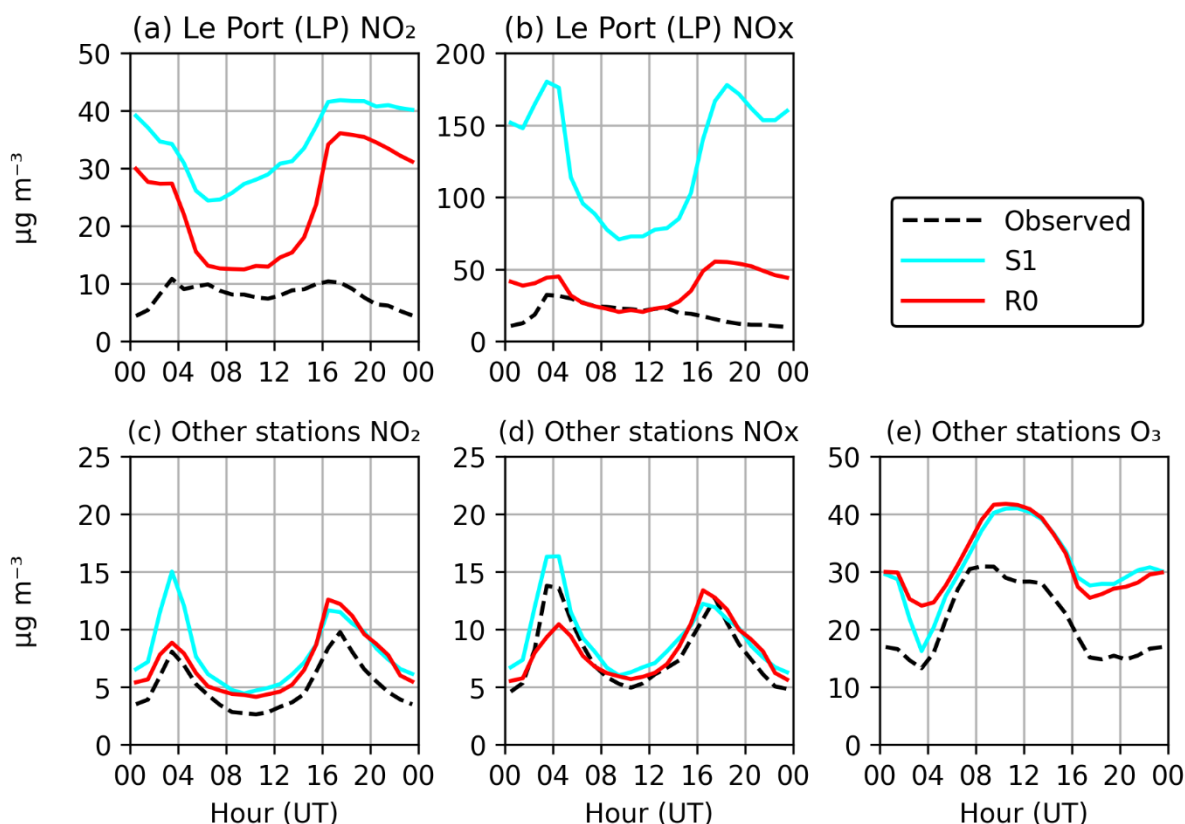 (a) Le Port (LP) NO₂
(b) Le Port (LP) NOx
50
40
30
20
10
0
µg m⁻³
00 04 08 12 16 20 00
200
150
100
50
0
00 04 08 12 16 20 00
Observed
S1
R0
(c) Other stations NO₂
(d) Other stations NOx
(e) Other stations O₃
25
20
15
10
5
0
µg m⁻³
00 04 08 12 16 20 00
Hour (UT)
25
20
15
10
5
0
00 04 08 12 16 20 00
Hour (UT)
50
40
30
20
10
0
00 04 08 12 16 20 00
Hour (UT)